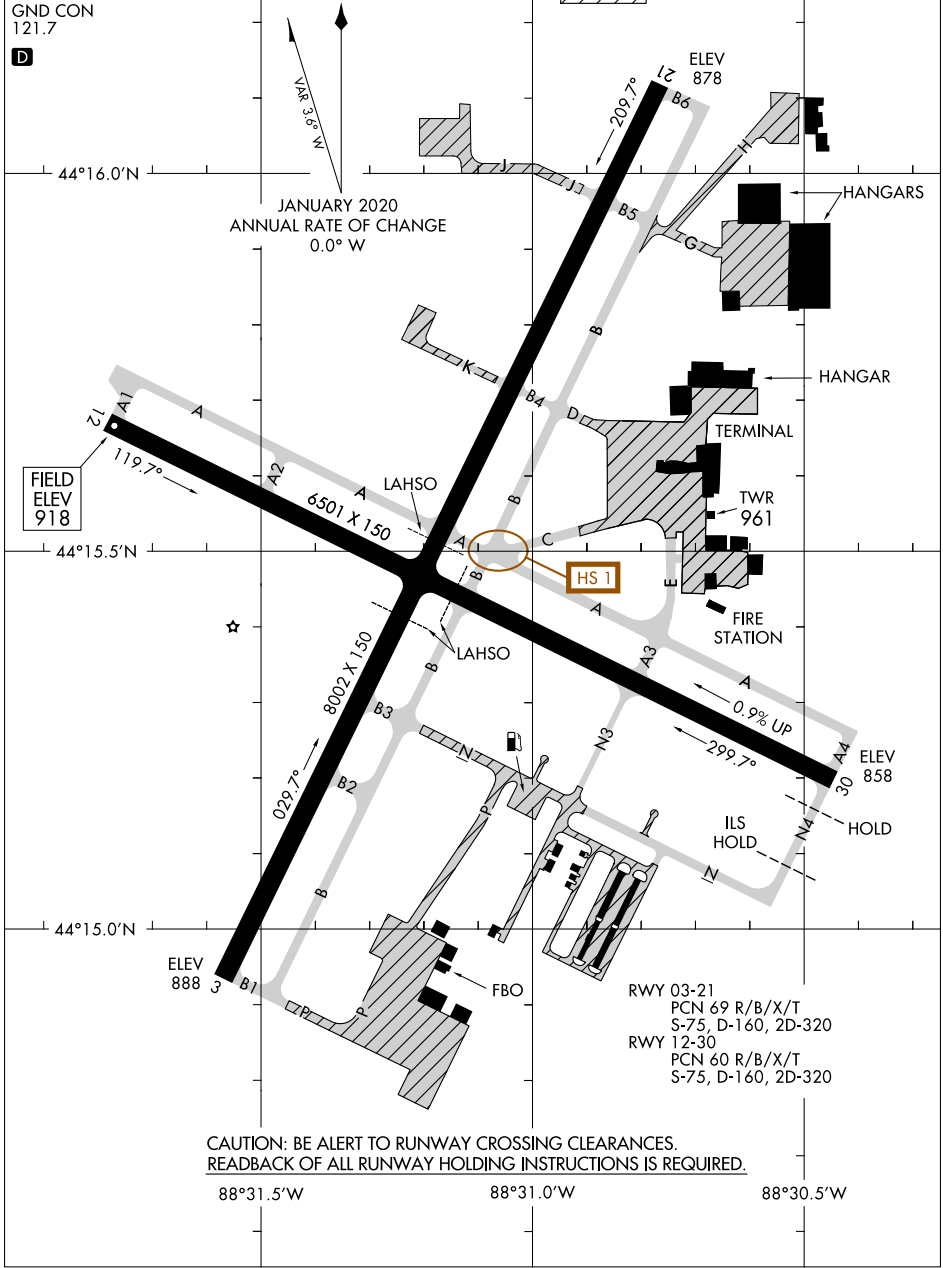 GND CON
121.7
D
VAR 3.6° W
JANUARY 2020
ANNUAL RATE OF CHANGE
0.0° W
21
ELEV
878
209.7°
B6
H
44°16.0'N
J
J
B5
G
HANGARS
B
K
B4
D
HANGAR
TERMINAL
TWR
961
12
A1
A
119.7°
A2
A
FIELD
ELEV
918
6501 X 150
LAHSO
B
44°15.5'N
A
C
B
HS 1
E
A
FIRE
STATION
LAHSO
8002 X 150
B
A3
A
0.9% UP
299.7°
B3
N
N3
A4
ELEV
858
30
029.7°
B2
P
N4
HOLD
ILS
HOLD
N
B
44°15.0'N
ELEV
888
3
B1
P
P
FBO
RWY 03-21
PCN 69 R/B/X/T
S-75, D-160, 2D-320
RWY 12-30
PCN 60 R/B/X/T
S-75, D-160, 2D-320
CAUTION: BE ALERT TO RUNWAY CROSSING CLEARANCES.
READBACK OF ALL RUNWAY HOLDING INSTRUCTIONS IS REQUIRED.
88°31.5'W
88°31.0'W
88°30.5'W